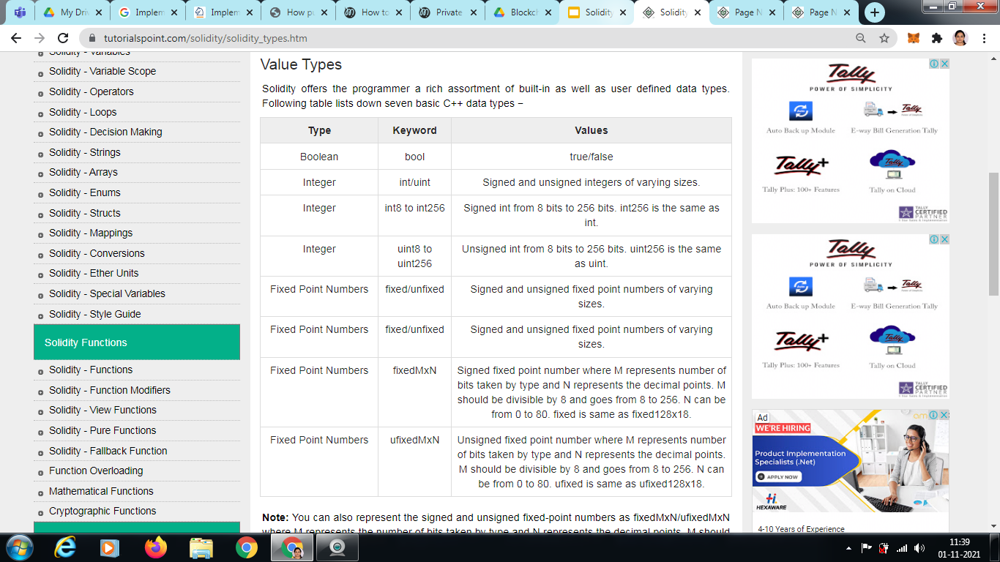 My Driv
Implem
Implem
How pu
How to
Private
Blockch
Solidity
Solidity
Page N
Page N
tutorialspoint.com/solidity/solidity_types.htm
Solidity - Variables
Solidity - Variable Scope
Solidity - Operators
Solidity - Loops
Solidity - Decision Making
Solidity - Strings
Solidity - Arrays
Solidity - Enums
Solidity - Structs
Solidity - Mappings
Solidity - Conversions
Solidity - Ether Units
Solidity - Special Variables
Solidity - Style Guide
Solidity Functions
Solidity - Functions
Solidity - Function Modifiers
Solidity - View Functions
Solidity - Pure Functions
Solidity - Fallback Function
Function Overloading
Mathematical Functions
Cryptographic Functions
Value Types
Solidity offers the programmer a rich assortment of built-in as well as user defined data types.
Following table lists down seven basic C++ data types −
Type Keyword Values
Boolean bool true/false
Integer int/uint Signed and unsigned integers of varying sizes.
Integer int8 to int256 Signed int from 8 bits to 256 bits. int256 is the same as
int.
Integer uint8 to Unsigned int from 8 bits to 256 bits. uint256 is the same
uint256 as uint.
Fixed Point Numbers fixed/unfixed Signed and unsigned fixed point numbers of varying
sizes.
Fixed Point Numbers fixed/unfixed Signed and unsigned fixed point numbers of varying
sizes.
Fixed Point Numbers fixedMxN Signed fixed point number where M represents number of
bits taken by type and N represents the decimal points. M
should be divisible by 8 and goes from 8 to 256. N can be
from 0 to 80. fixed is same as fixed128x18.
Fixed Point Numbers ufixedMxN Unsigned fixed point number where M represents number
of bits taken by type and N represents the decimal points.
M should be divisible by 8 and goes from 8 to 256. N can
be from 0 to 80. ufixed is same as ufixed128x18.
Note: You can also represent the signed and unsigned fixed-point numbers as fixedMxN/ufixedMxN
where M represents the number of bits taken by type and N represents the decimal points. M should
Tally
POWER OF SIMPLICITY
Tally
Auto Back up Module
E-way Bill Generation Tally
Tally+
Tally
Tally Plus: 100+ Features
Tally on Cloud
TALLY
CERTIFIED
PARTNER
Tally
POWER OF SIMPLICITY
Tally
Auto Back up Module
E-way Bill Generation Tally
Tally+
Tally
Tally Plus: 100+ Features
Tally on Cloud
TALLY
CERTIFIED
PARTNER
Ad
WE'RE HIRING
Product Implementation
Specialists (.Net)
APPLY NOW
HEXAWARE
4-10 Years of Experience
11:39
01-11-2021